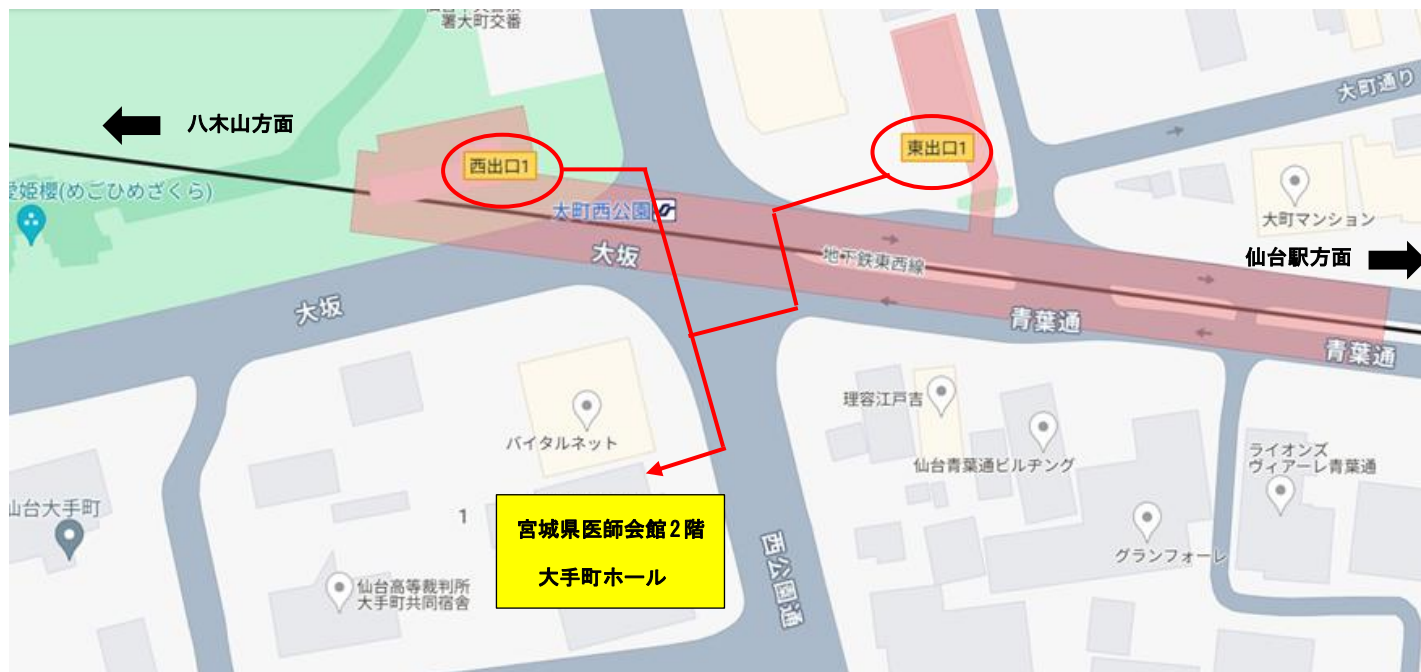 署大町交番
大町通り
八木山方面
西出口1
東出口1
愛姫櫻(めごひめざくら)
大町西公園
大町マンション
大坂
地下鉄東西線
仙台駅方面
大坂
青葉通
青葉通
理容江戸吉
バイタルネット
仙台青葉通ビルヂング
ライオンズ
ヴィアーレ青葉通
仙台大手町
1
宮城県医師会館2階
大手町ホール
西公園通
グランフォーレ
仙台高等裁判所
大手町共同宿舎